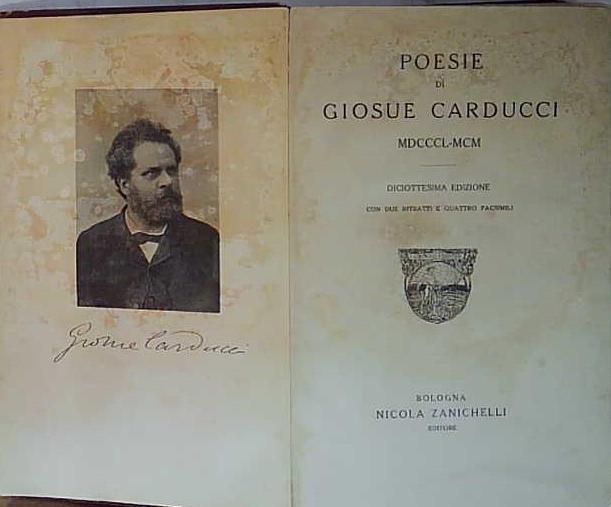 Giosue Carducci
POESIE
DI
GIOSUE CARDUCCI
MDCCCL-MCM
DICIOTTESIMA EDIZIONE
CON DUE RITRATTI E QUATTRO FACSIMILI
BOLOGNA
NICOLA ZANICHELLI
EDITORE